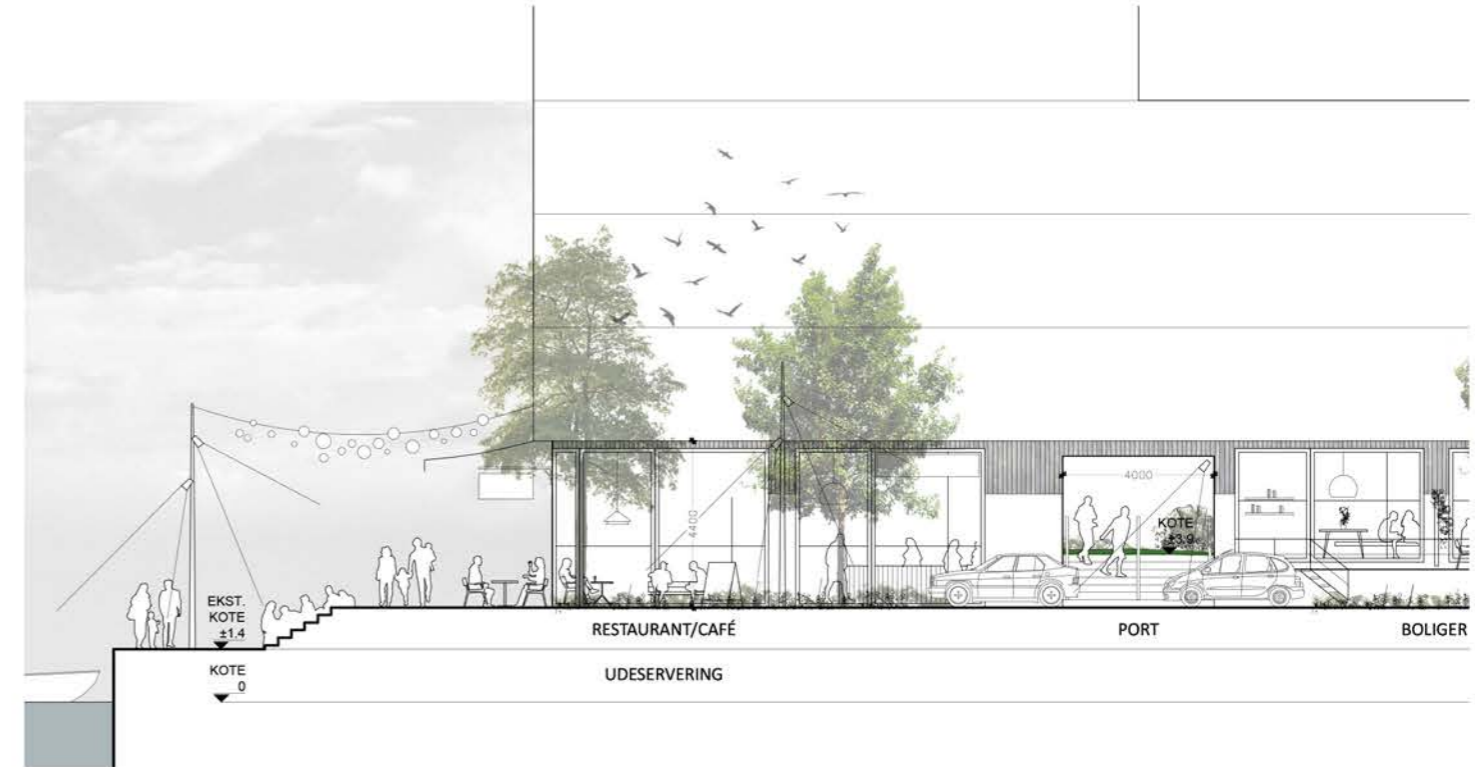 4000
KOTE
±3.9
4400
EKST.
KOTE
±1.4
RESTAURANT/CAFÉ
PORT
BOLIGER
KOTE
0
UDESERVERING